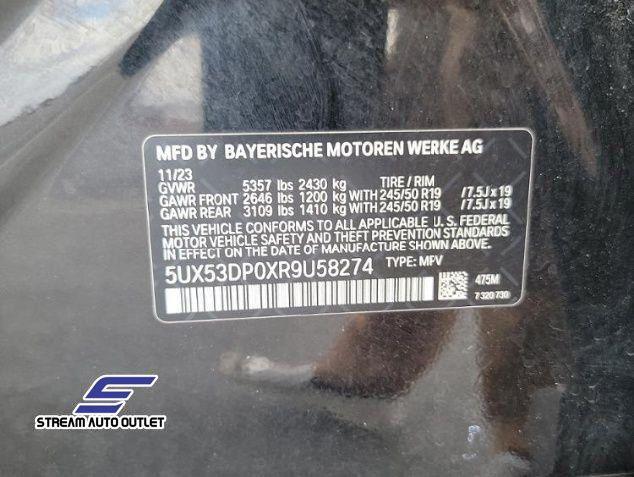 MFD BY BAYERISCHE MOTOREN WERKE AG
11/23
GVWR 5357 lbs 2430 kg TIRE / RIM
GAWR FRONT 2646 lbs 1200 kg WITH 245/50 R19 /7.5J x 19
GAWR REAR 3109 lbs 1410 kg WITH 245/50 R19 /7.5J x 19
THIS VEHICLE CONFORMS TO ALL APPLICABLE U. S. FEDERAL
MOTOR VEHICLE SAFETY AND THEFT PREVENTION STANDARDS
IN EFFECT ON THE DATE OF MANUFACTURE SHOWN ABOVE.
5UX53DP0XR9U58274 TYPE: MPV
475M
7 320 730
STREAM AUTO OUTLET